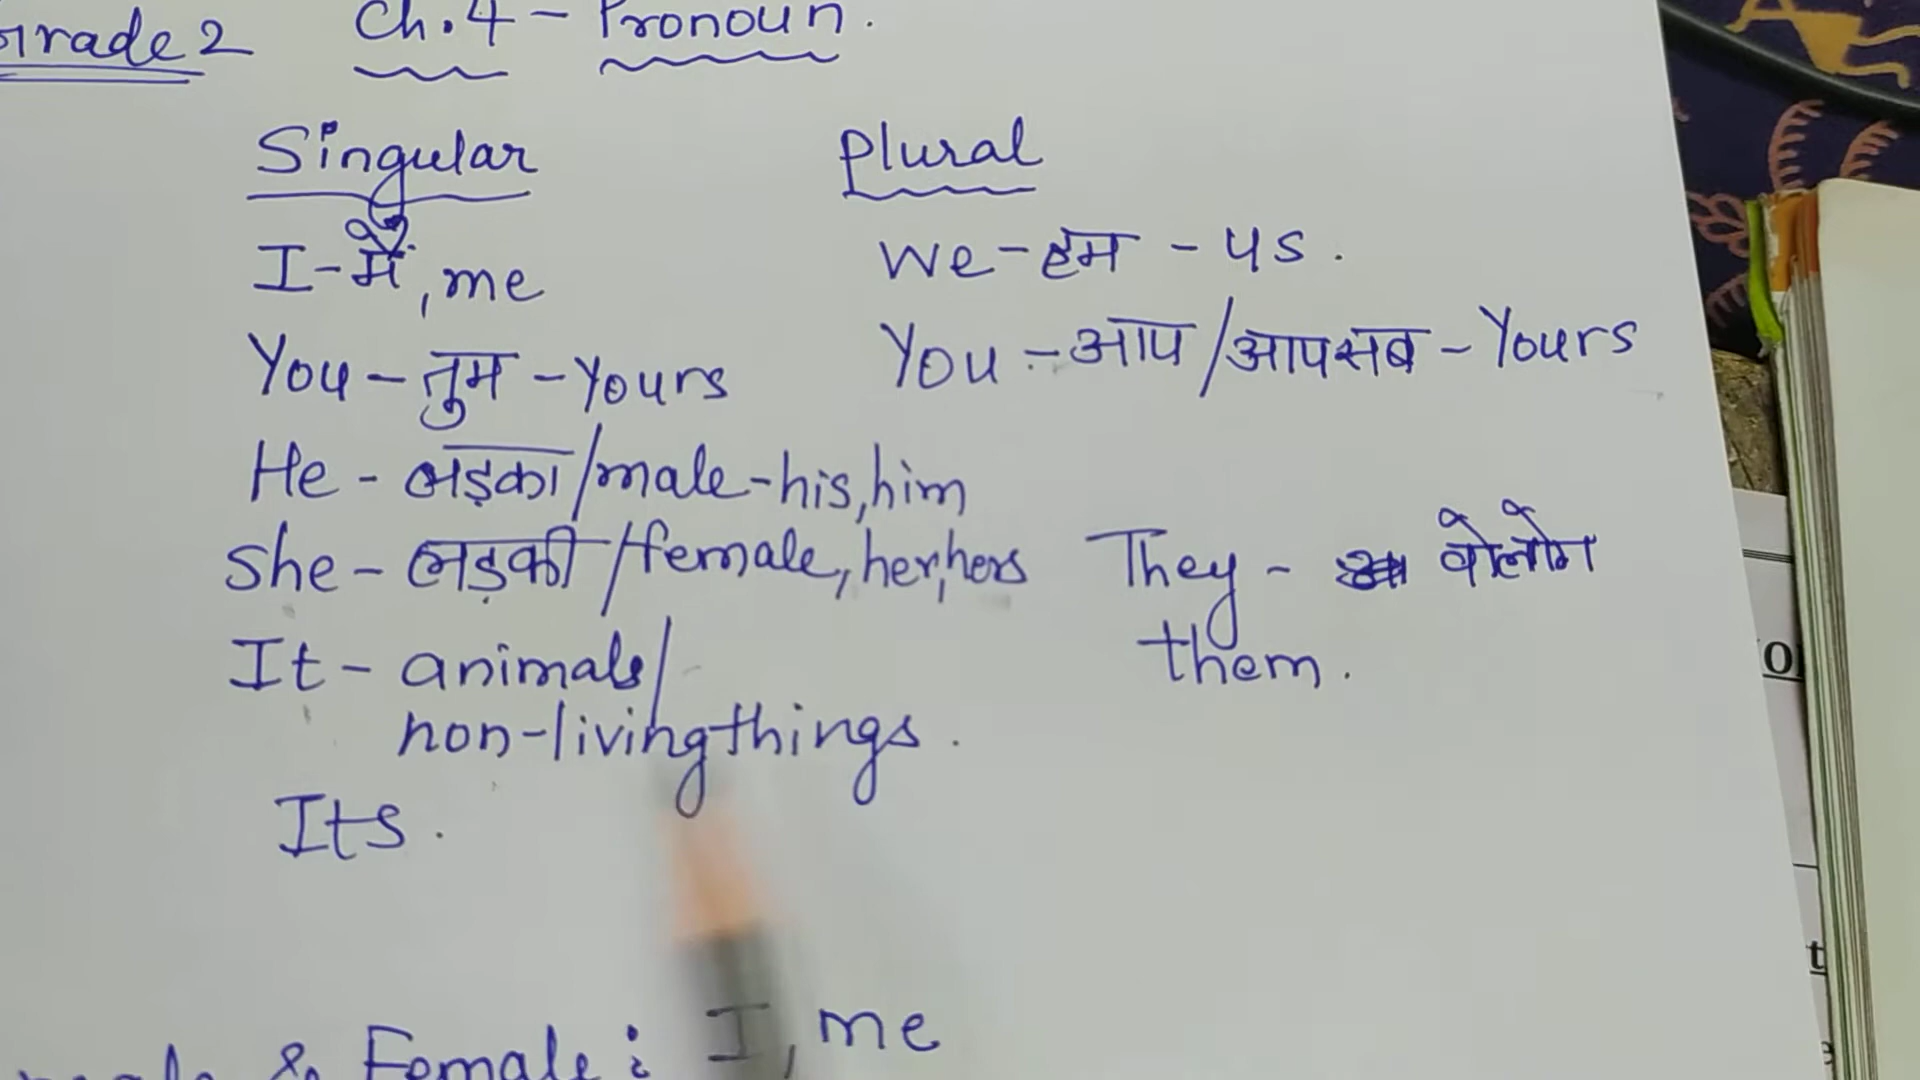 Grade 2 Ch. 4 - Pronoun.
Singular Plural
I - मैं, me We - हम - us.
You - तुम - Yours You - आप / आपसब - Yours
He - लड़का / male - his, him
She - लड़की / female, her, hers They - वोलोग
It - animals / them.
non-living things.
Its.
& Female : I, me